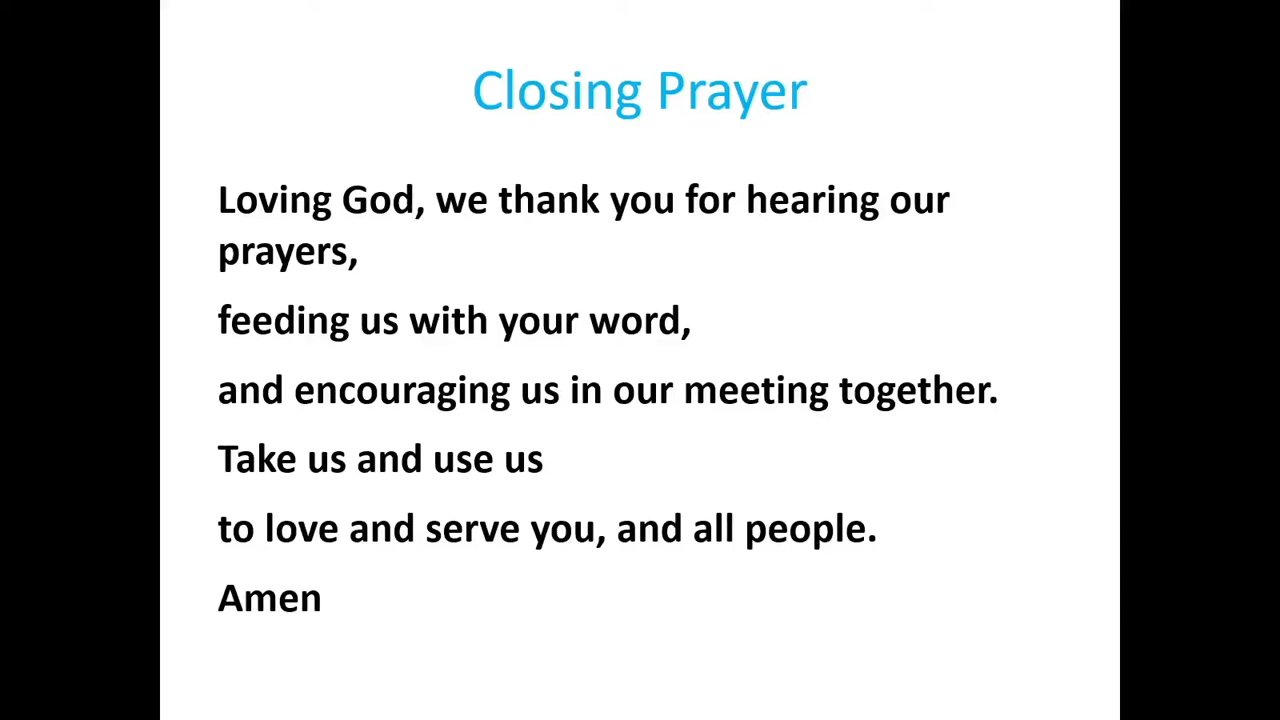 Closing Prayer
Loving God, we thank you for hearing our
prayers,
feeding us with your word,
and encouraging us in our meeting together.
Take us and use us
to love and serve you, and all people.
Amen